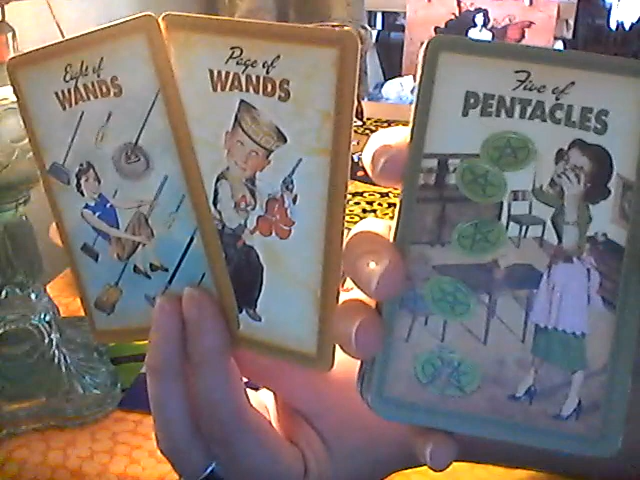 Eight of
WANDS
Page of
WANDS
Five of
PENTACLES